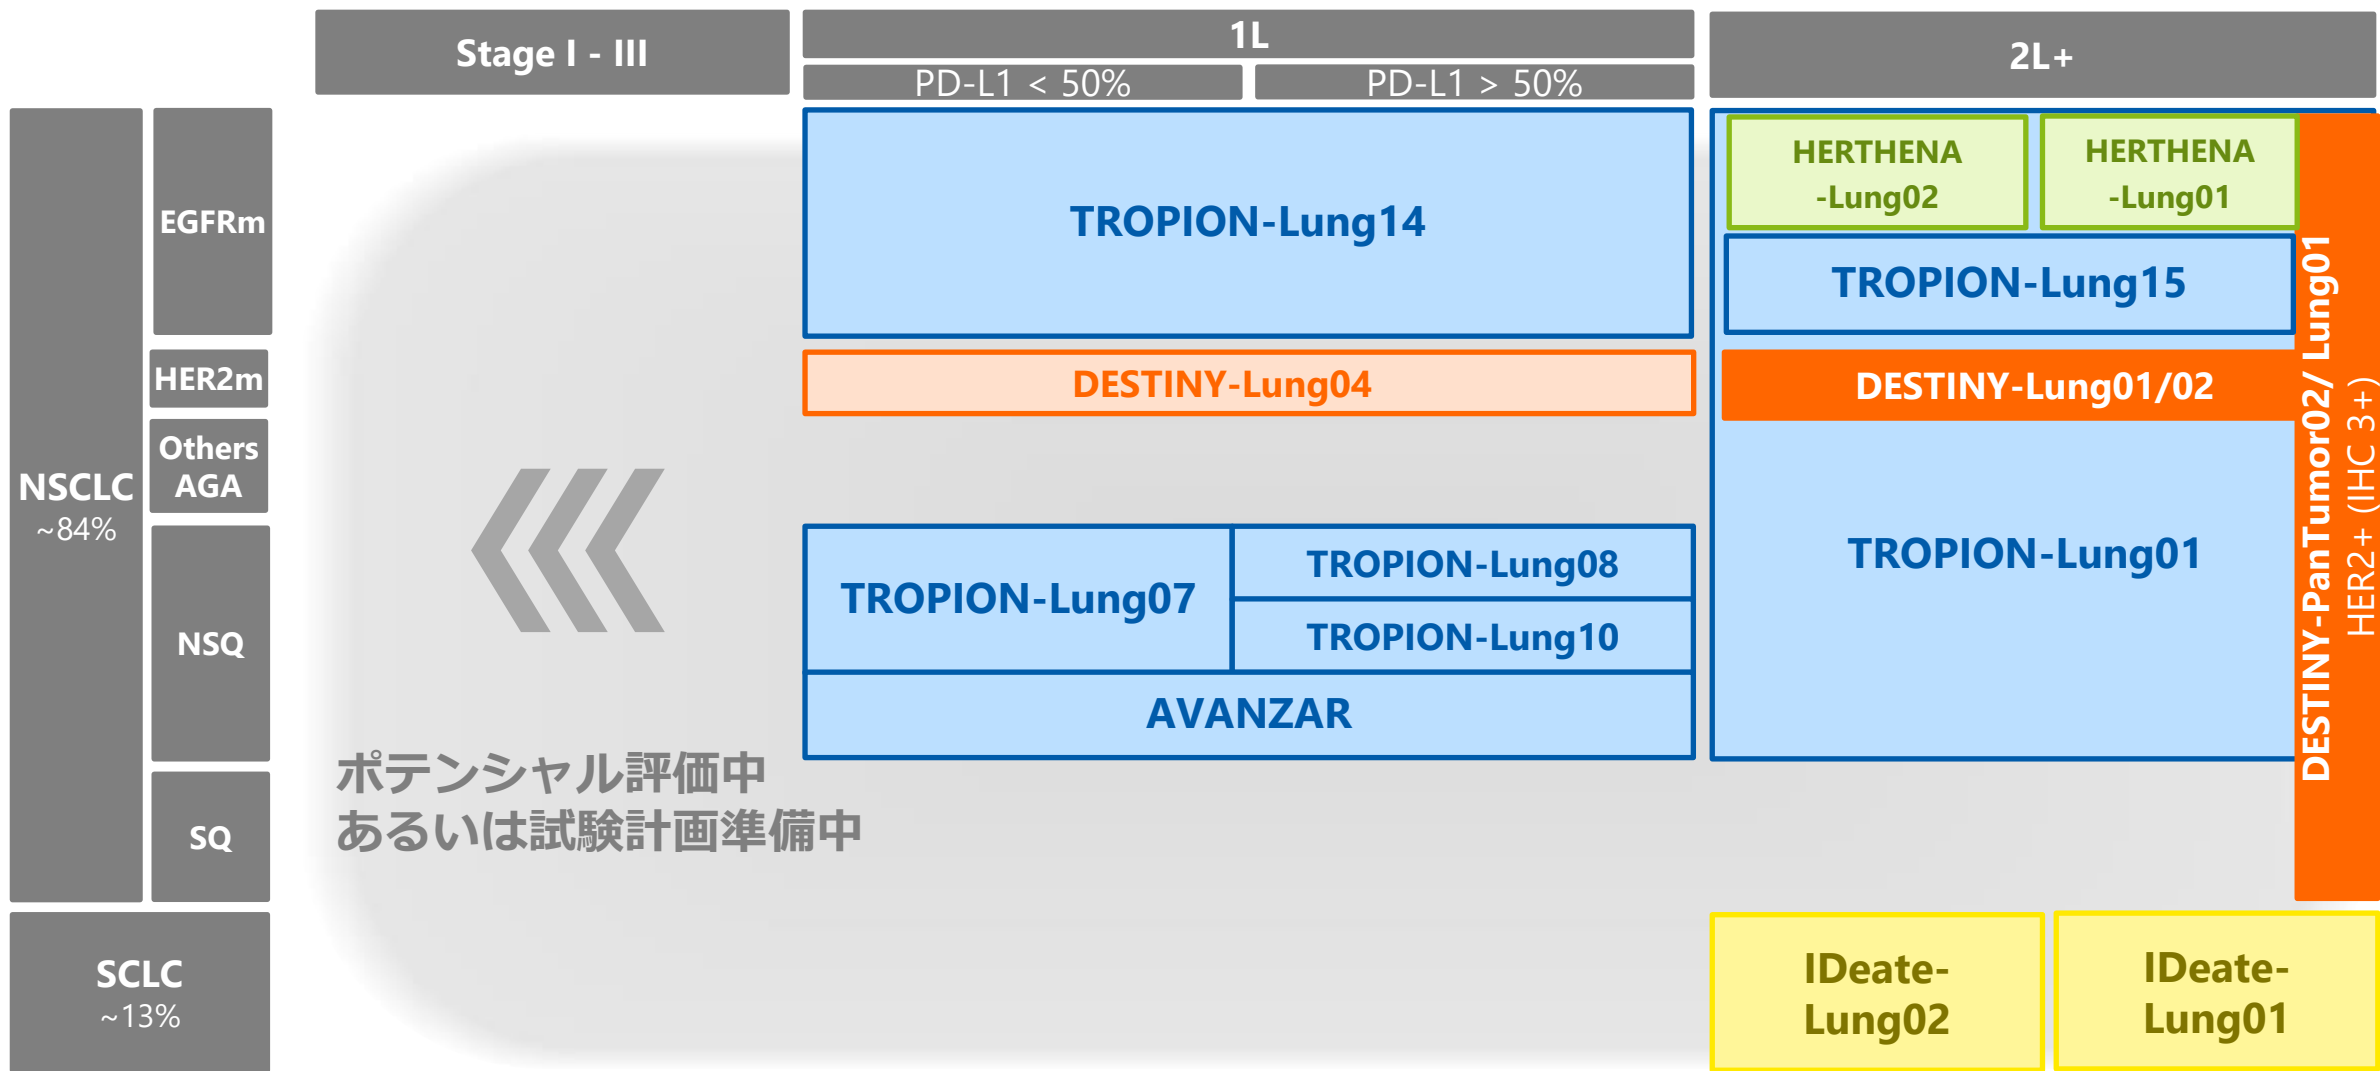 Stage I - III
1L
PD-L1 < 50%
PD-L1 > 50%
2L+
NSCLC
~84%
EGFRm
HER2m
Others
AGA
NSQ
SQ
SCLC
~13%
TROPION-Lung14
DESTINY-Lung04
TROPION-Lung07
TROPION-Lung08
TROPION-Lung10
AVANZAR
HERTHENA
-Lung02
HERTHENA
-Lung01
TROPION-Lung15
DESTINY-Lung01/02
TROPION-Lung01
DESTINY-PanTumor02/ Lung01
HER2+ (IHC 3+)
ポテンシャル評価中
あるいは試験計画準備中
IDeate-
Lung02
IDeate-
Lung01